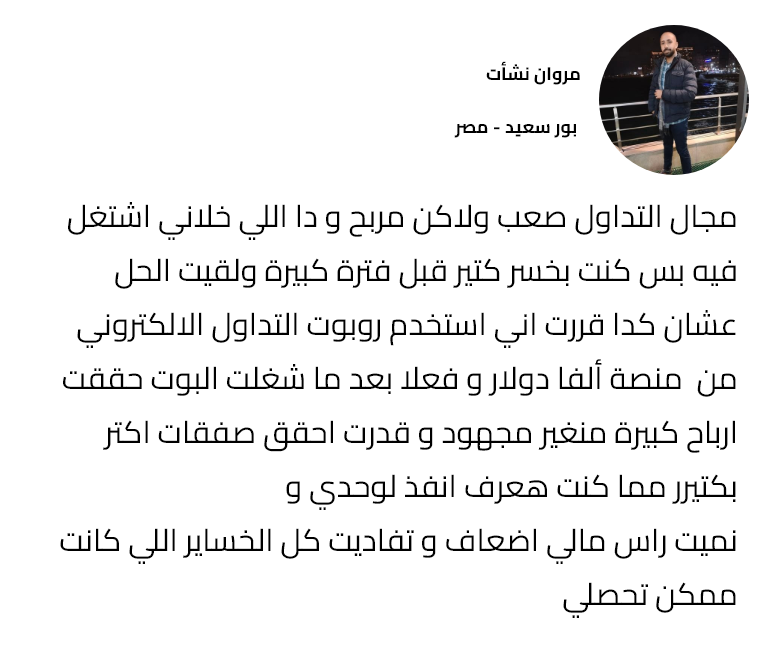 مروان نشأت
بور سعيد - مصر
مجال التداول صعب ولاكن مربح و دا اللي خلاني اشتغل
فيه بس كنت بخسر كتير قبل فترة كبيرة ولقيت الحل
عشان كدا قررت اني استخدم روبوت التداول الالكتروني
من  منصة ألفا دولار و فعلا بعد ما شغلت البوت حققت
ارباح كبيرة منغير مجهود و قدرت احقق صفقات اكتر
بكتيرر مما كنت هعرف انفذ لوحدي و
نميت راس مالي اضعاف و تفاديت كل الخساير اللي كانت
ممكن تحصلي